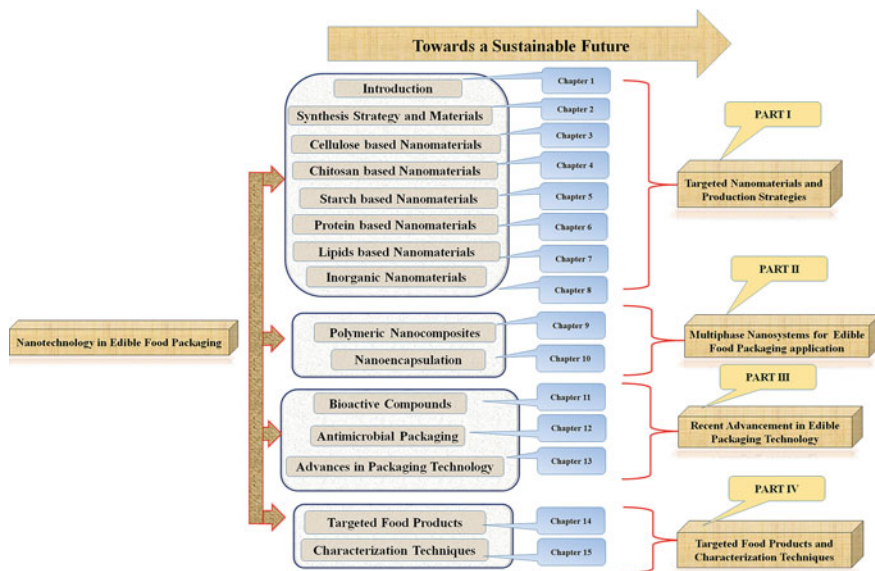 Towards a Sustainable Future
Nanotechnology in Edible Food Packaging
Introduction
Chapter 1
Synthesis Strategy and Materials
Chapter 2
Cellulose based Nanomaterials
Chapter 3
Chitosan based Nanomaterials
Chapter 4
Starch based Nanomaterials
Chapter 5
Protein based Nanomaterials
Chapter 6
Lipids based Nanomaterials
Chapter 7
Inorganic Nanomaterials
Chapter 8
PART I
Targeted Nanomaterials and
Production Strategies
Polymeric Nanocomposites
Chapter 9
Nanoencapsulation
Chapter 10
PART II
Multiphase Nanosystems for Edible
Food Packaging application
Bioactive Compounds
Chapter 11
Antimicrobial Packaging
Chapter 12
Advances in Packaging Technology
Chapter 13
PART III
Recent Advancement in Edible
Packaging Technology
Targeted Food Products
Chapter 14
Characterization Techniques
Chapter 15
PART IV
Targeted Food Products and
Characterization Techniques